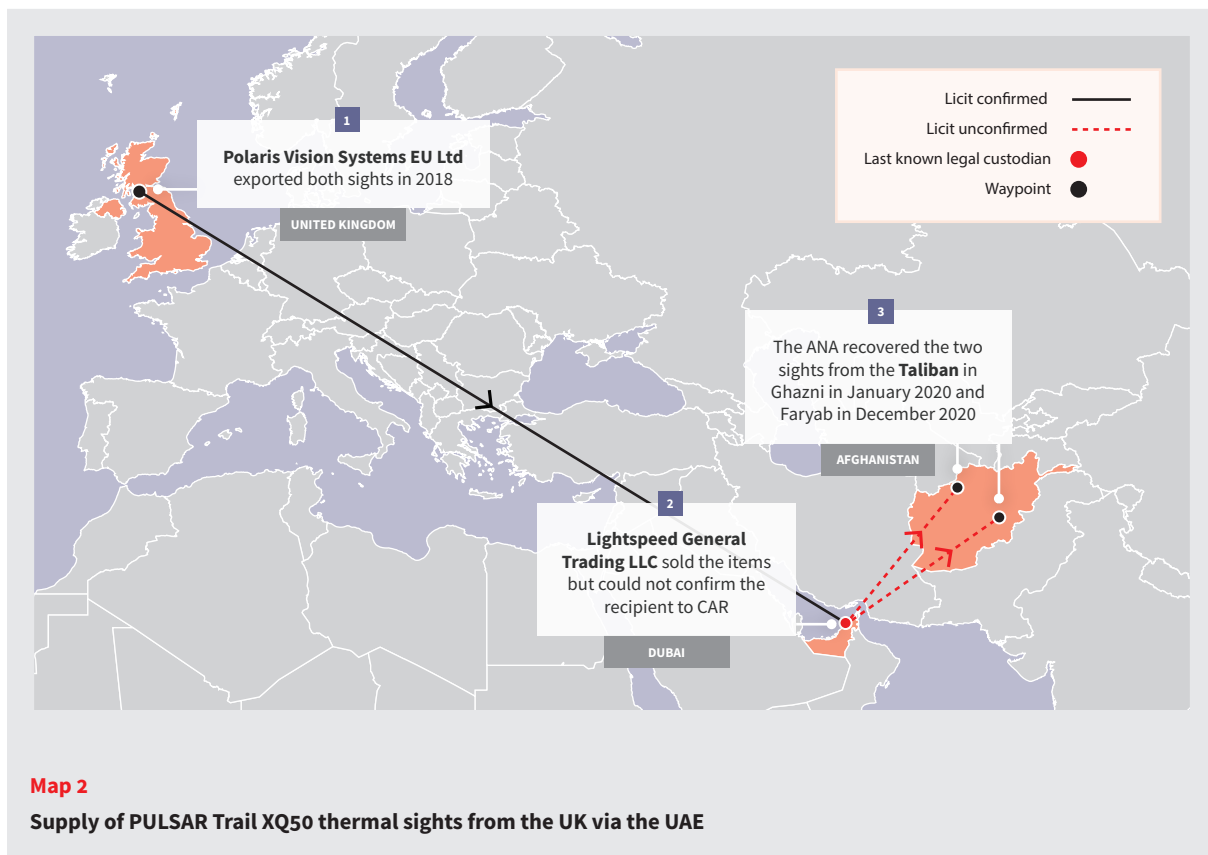 Licit confirmed
Licit unconfirmed
Last known legal custodian
Waypoint
1
Polaris Vision Systems EU Ltd
exported both sights in 2018
UNITED KINGDOM
3
The ANA recovered the two
sights from the Taliban in
Ghazni in January 2020 and
Faryab in December 2020
AFGHANISTAN
2
Lightspeed General
Trading LLC sold the items
but could not confirm the
recipient to CAR
DUBAI
Map 2
Supply of PULSAR Trail XQ50 thermal sights from the UK via the UAE